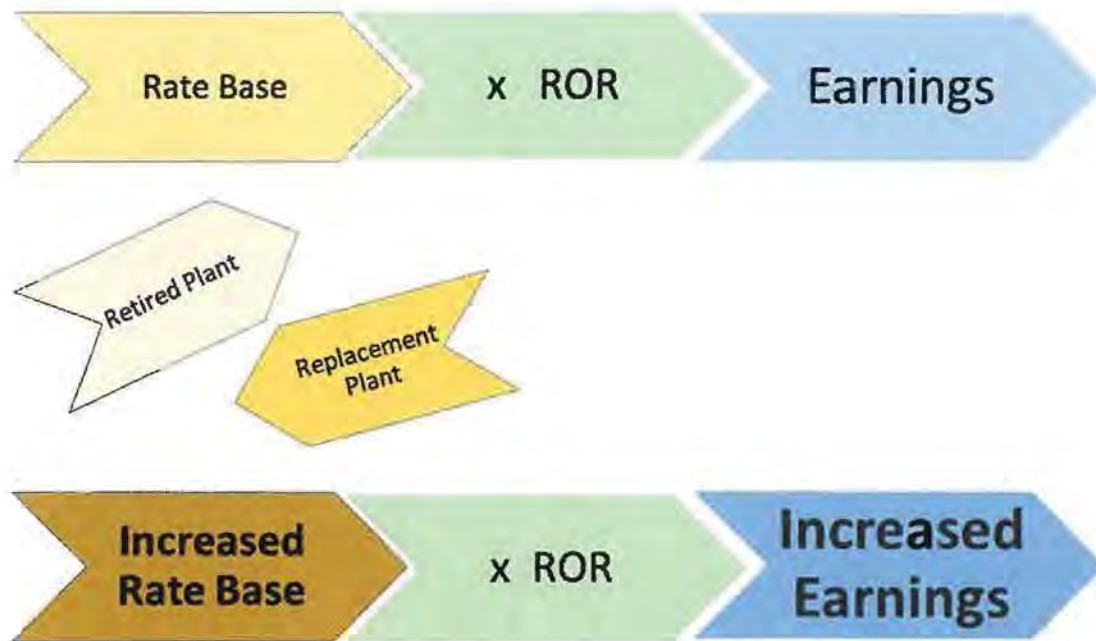 Rate Base
x ROR
Earnings
Retired Plant
Replacement
Plant
Increased
Rate Base
x ROR
Increased
Earnings